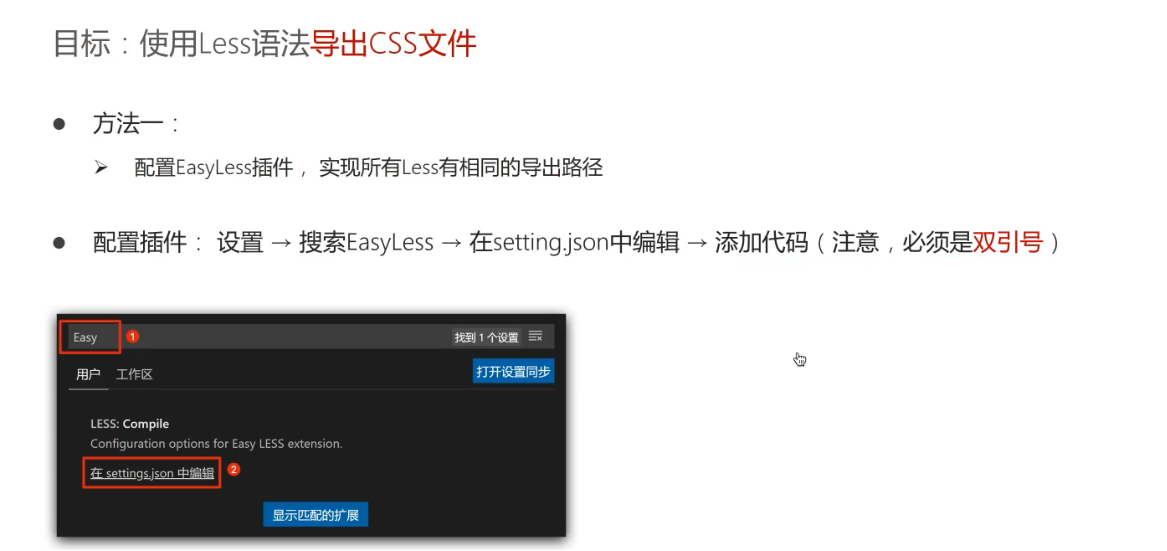 目标：使用Less语法导出CSS文件
● 方法一：
➢ 配置EasyLess插件，实现所有Less有相同的导出路径
● 配置插件： 设置 → 搜索EasyLess → 在setting.json中编辑 → 添加代码（注意，必须是双引号）
Easy 1 找到 1 个设置
用户 工作区 打开设置同步
LESS: Compile
Configuration options for Easy LESS extension.
在 settings.json 中编辑 2
显示匹配的扩展